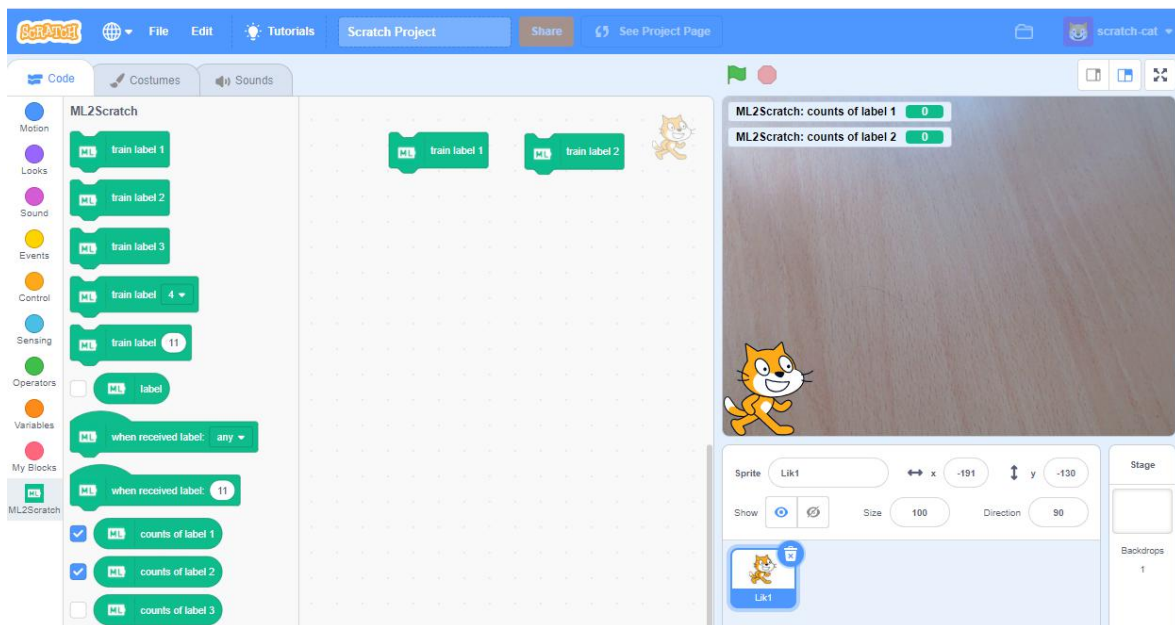 SCRATCH File Edit Tutorials Scratch Project Share See Project Page scratch-cat
Code Costumes Sounds
Motion
Looks
Sound
Events
Control
Sensing
Operators
Variables
My Blocks
ML2Scratch
ML2Scratch
ML train label 1
ML train label 2
ML train label 3
ML train label 4
ML train label 11
ML label
ML when received label: any
ML when received label: 11
ML counts of label 1
ML counts of label 2
ML counts of label 3
ML train label 1
ML train label 2
ML2Scratch: counts of label 1 0
ML2Scratch: counts of label 2 0
Sprite Lik1 x -191 y -130
Show Size 100 Direction 90
Lik1
Stage
Backdrops
1